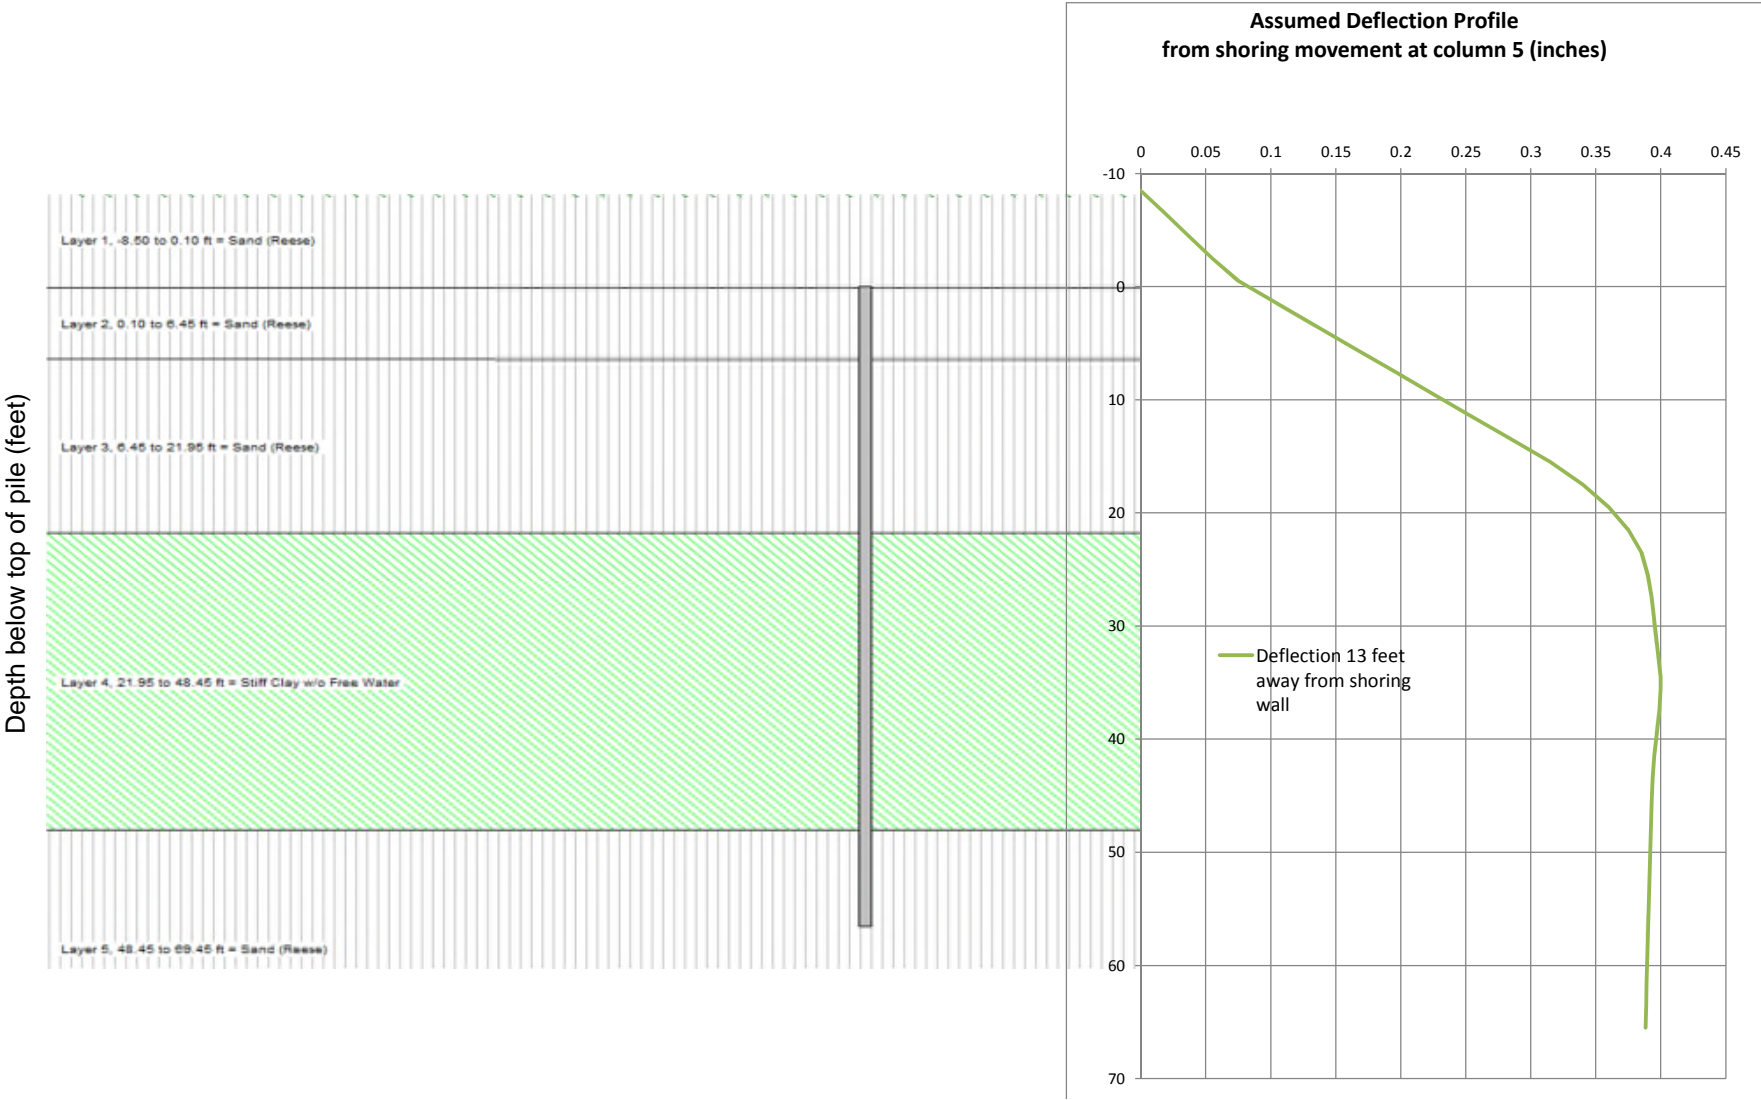 Assumed Deflection Profile
from shoring movement at column 5 (inches)
0 0.05 0.1 0.15 0.2 0.25 0.3 0.35 0.4 0.45
-10
0
10
20
30
40
50
60
70
Deflection 13 feet
away from shoring
wall
Depth below top of pile (feet)
Layer 1, -8.50 to 0.10 ft = Sand (Reese)
Layer 2, 0.10 to 6.45 ft = Sand (Reese)
Layer 3, 6.45 to 21.95 ft = Sand (Reese)
Layer 4, 21.95 to 48.45 ft = Stiff Clay w/o Free Water
Layer 5, 48.45 to 69.45 ft = Sand (Reese)